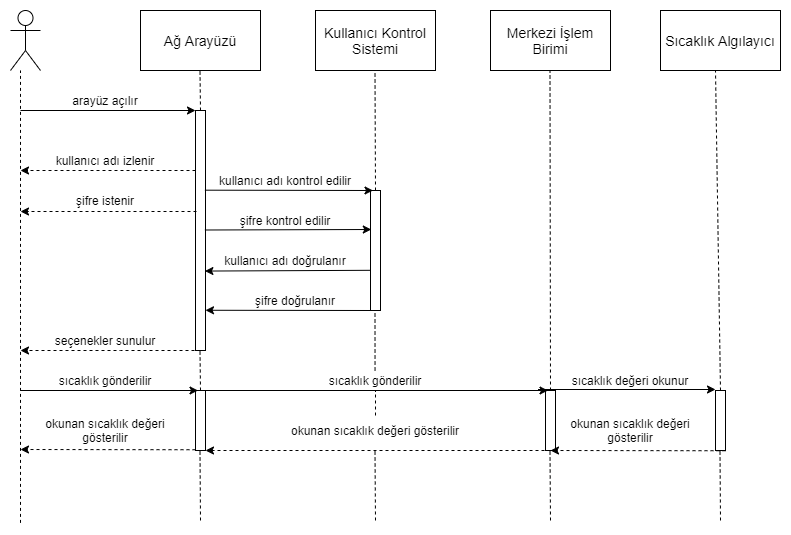 Ağ Arayüzü
Kullanıcı Kontrol
Sistemi
Merkezi İşlem
Birimi
Sıcaklık Algılayıcı
arayüz açılır
kullanıcı adı izlenir
kullanıcı adı kontrol edilir
şifre istenir
şifre kontrol edilir
kullanıcı adı doğrulanır
şifre doğrulanır
seçenekler sunulur
sıcaklık gönderilir
sıcaklık gönderilir
sıcaklık değeri okunur
okunan sıcaklık değeri
gösterilir
okunan sıcaklık değeri gösterilir
okunan sıcaklık değeri
gösterilir